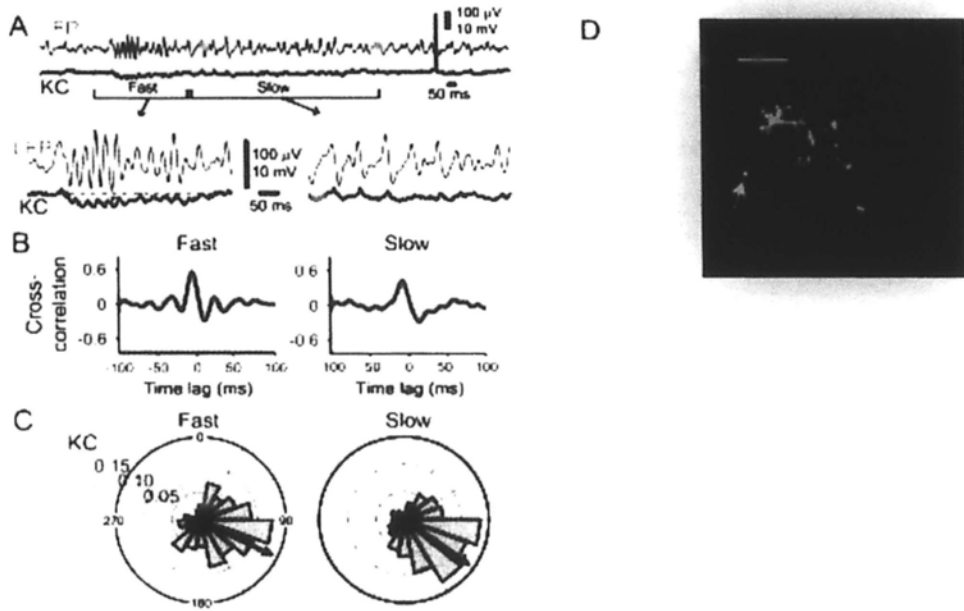 A
D
100 µV
10 mV
KC
Fast
Slow
50 ms
100 µV
10 mV
KC
50 ms
B
Fast
Slow
Cross-
correlation
0.6
0
-0.6
0.6
0
-0.6
-100 -50 0 50 100
-100 -50 0 50 100
Time lag (ms)
Time lag (ms)
C
Fast
Slow
KC
0
0 15
0 10
0 05
270
90
180